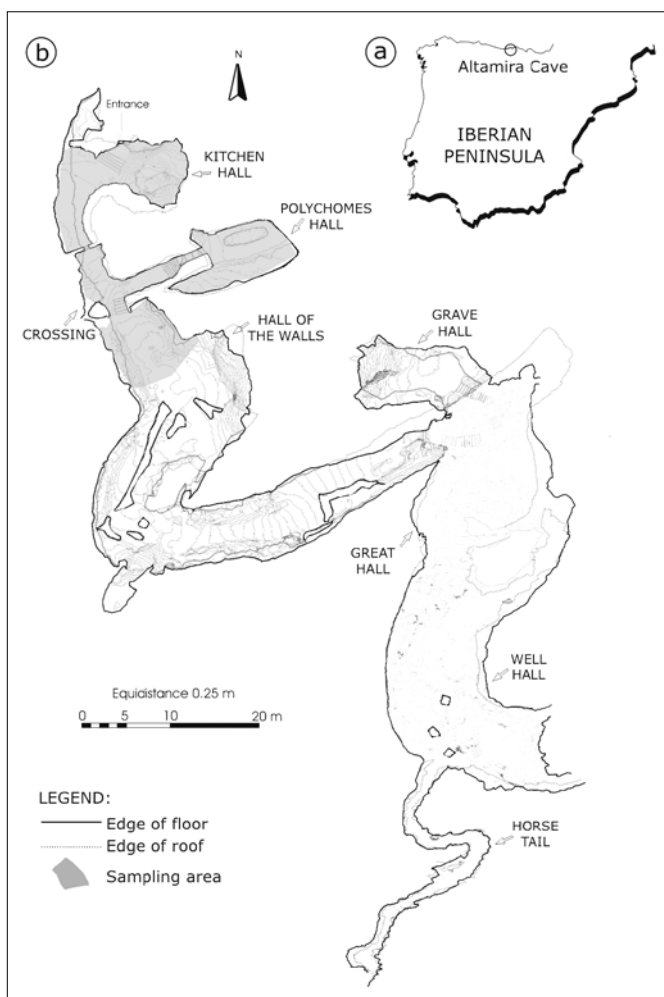 b
N
a
Altamira Cave
IBERIAN
PENINSULA
Entrance
KITCHEN
HALL
POLYCHOMES
HALL
CROSSING
HALL OF
THE WALLS
GRAVE
HALL
GREAT
HALL
WELL
HALL
Equidistance 0.25 m
0 5 10 20 m
LEGEND:
Edge of floor
Edge of roof
Sampling area
HORSE
TAIL